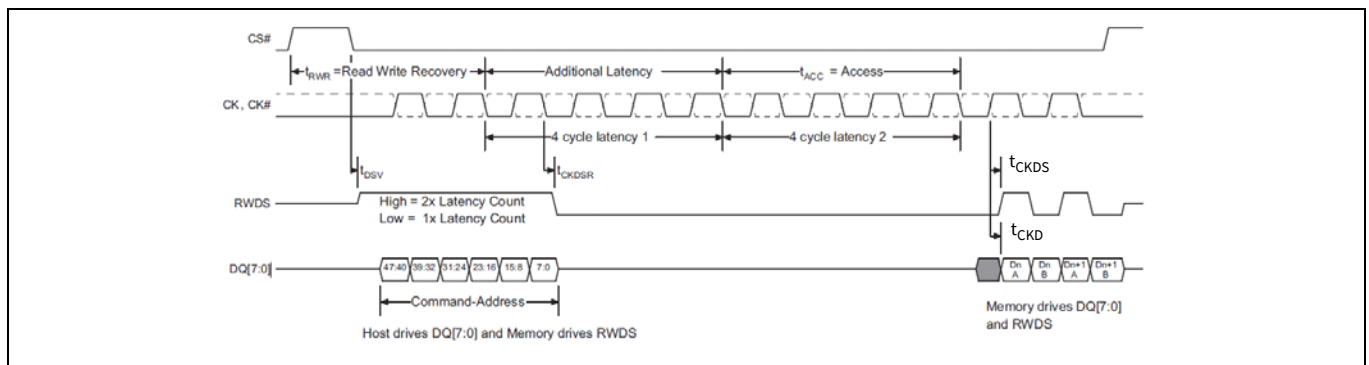 CS#
tRWR =Read Write Recovery
Additional Latency
tACC = Access
CK, CK#
4 cycle latency 1
4 cycle latency 2
tDSV
tCKDSR
tCKDS
RWDS
High = 2x Latency Count
Low = 1x Latency Count
tCKD
DQ[7:0]
47:40 39:32 31:24 23:16 15:8 7:0
Dn A
Dn B
Dn+1 A
Dn+1 B
Command-Address
Host drives DQ[7:0] and Memory drives RWDS
Memory drives DQ[7:0]
and RWDS